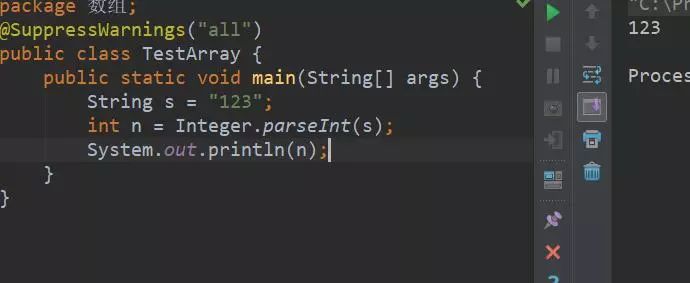 package 数组;
@SuppressWarnings("all")
public class TestArray {
    public static void main(String[] args) {
        String s = "123";
        int n = Integer.parseInt(s);
        System.out.println(n);
    }
}
"C:\P
123
Proces